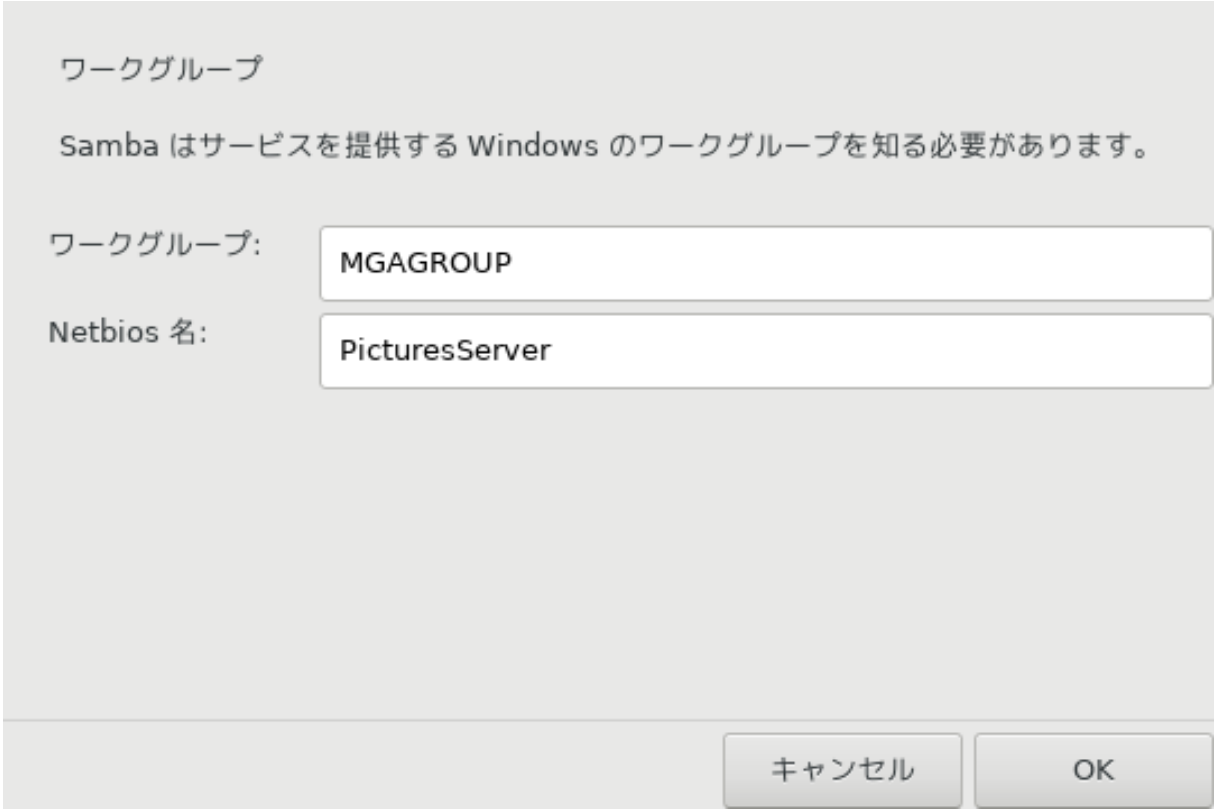 ワークグループ
Samba はサービスを提供する Windows のワークグループを知る必要があります。
ワークグループ: MGAGROUP
Netbios 名: PicturesServer
キャンセル OK